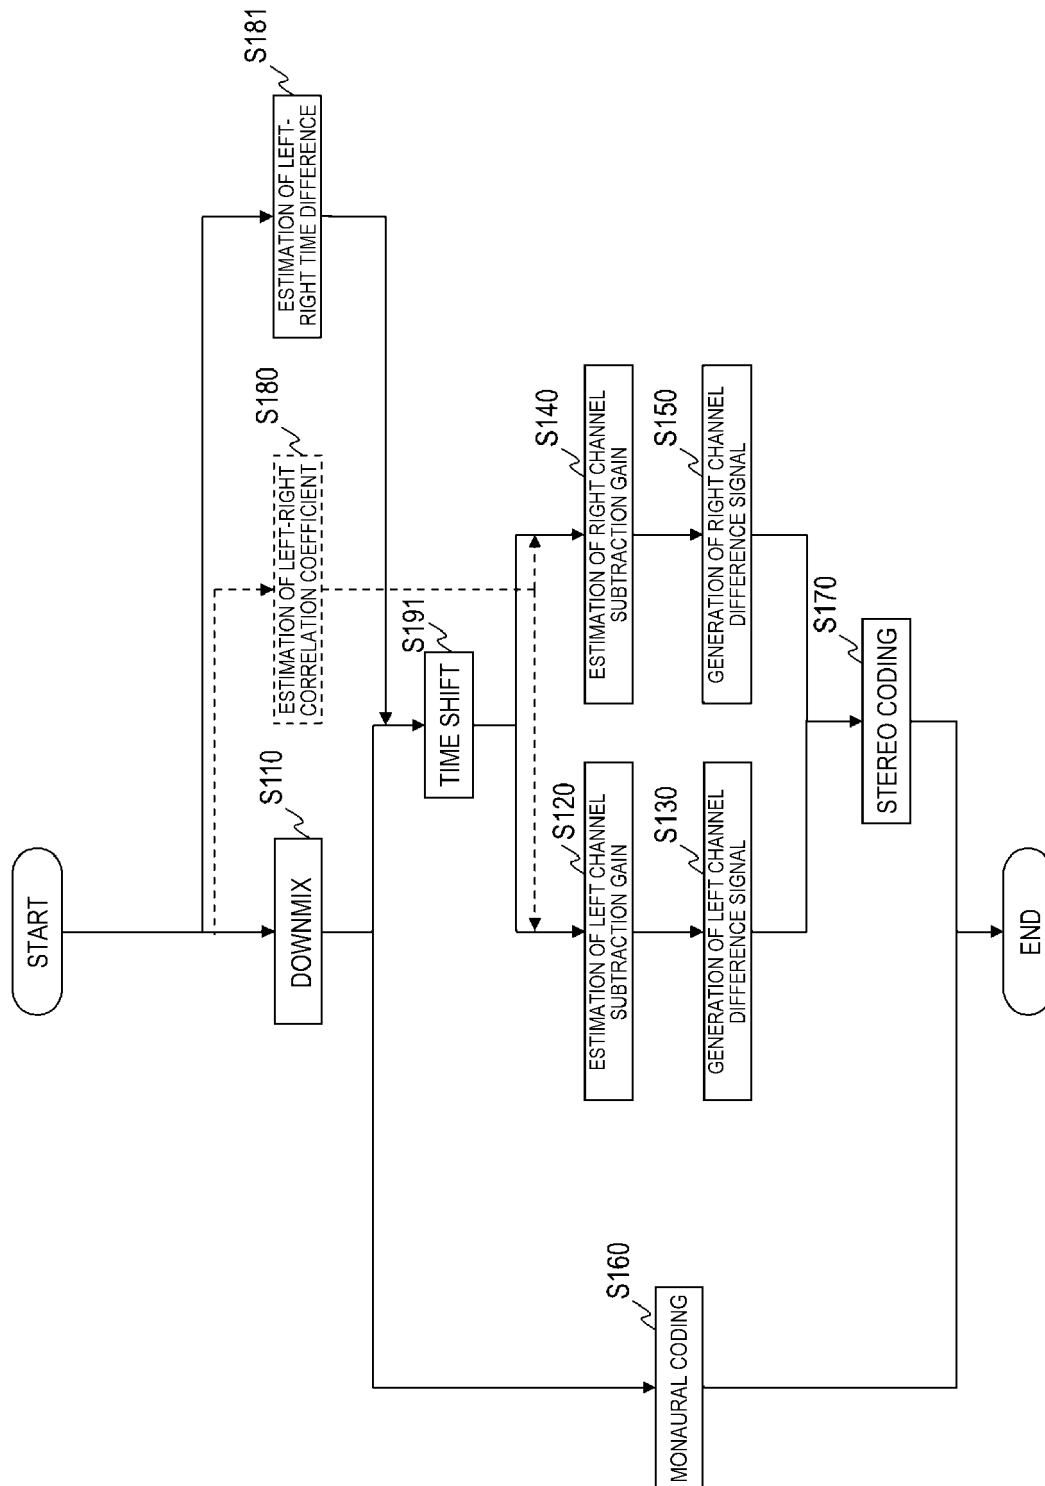 START
S181
ESTIMATION OF LEFT-
RIGHT TIME DIFFERENCE
S180
ESTIMATION OF LEFT-RIGHT
CORRELATION COEFFICIENT
S110
DOWNMIX
S191
TIME SHIFT
S120
ESTIMATION OF LEFT CHANNEL
SUBTRACTION GAIN
S140
ESTIMATION OF RIGHT CHANNEL
SUBTRACTION GAIN
S130
GENERATION OF LEFT CHANNEL
DIFFERENCE SIGNAL
S150
GENERATION OF RIGHT CHANNEL
DIFFERENCE SIGNAL
S160
MONAURAL CODING
S170
STEREO CODING
END